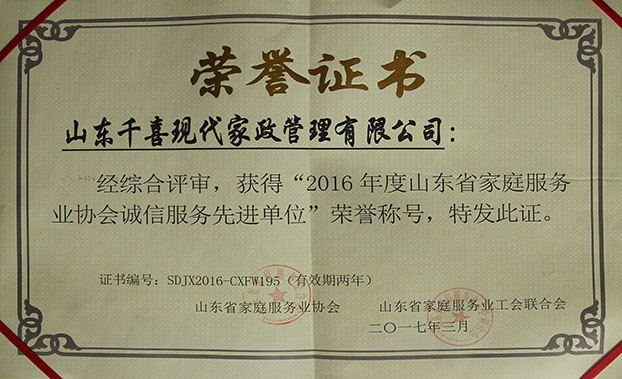 荣誉证书
山东千喜现代家政管理有限公司：
经综合评审，获得“2016年度山东省家庭服务
业协会诚信服务先进单位”荣誉称号，特发此证。
证书编号：SDJX2016-CXFW195（有效期两年）
山东省家庭服务业协会 山东省家庭服务业工会联合会
二〇一七年三月